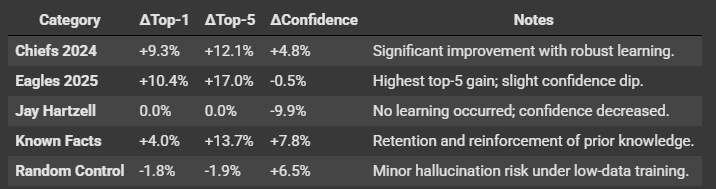 Category ΔTop-1 ΔTop-5 ΔConfidence Notes
Chiefs 2024 +9.3% +12.1% +4.8% Significant improvement with robust learning.
Eagles 2025 +10.4% +17.0% -0.5% Highest top-5 gain; slight confidence dip.
Jay Hartzell 0.0% 0.0% -9.9% No learning occurred; confidence decreased.
Known Facts +4.0% +13.7% +7.8% Retention and reinforcement of prior knowledge.
Random Control -1.8% -1.9% +6.5% Minor hallucination risk under low-data training.